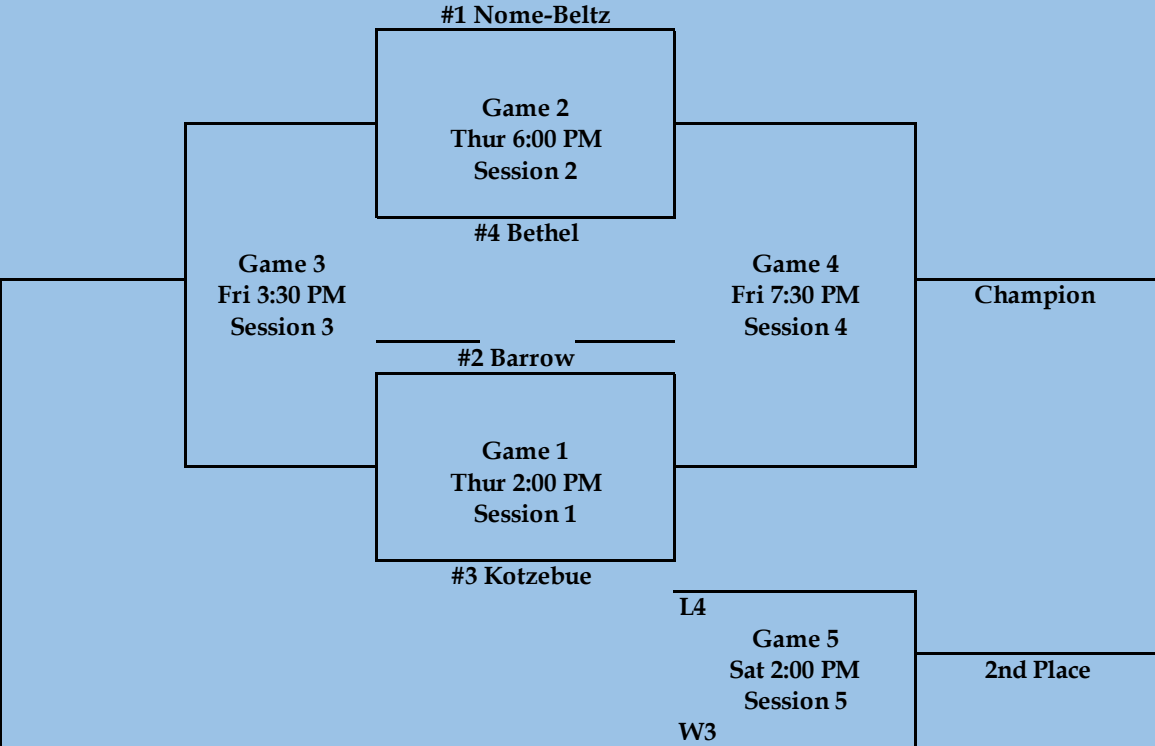 #1 Nome-Beltz
Game 2
Thur 6:00 PM
Session 2
#4 Bethel
Game 3
Fri 3:30 PM
Session 3
Game 4
Fri 7:30 PM
Session 4
Champion
#2 Barrow
Game 1
Thur 2:00 PM
Session 1
#3 Kotzebue
L4
Game 5
Sat 2:00 PM
Session 5
W3
2nd Place